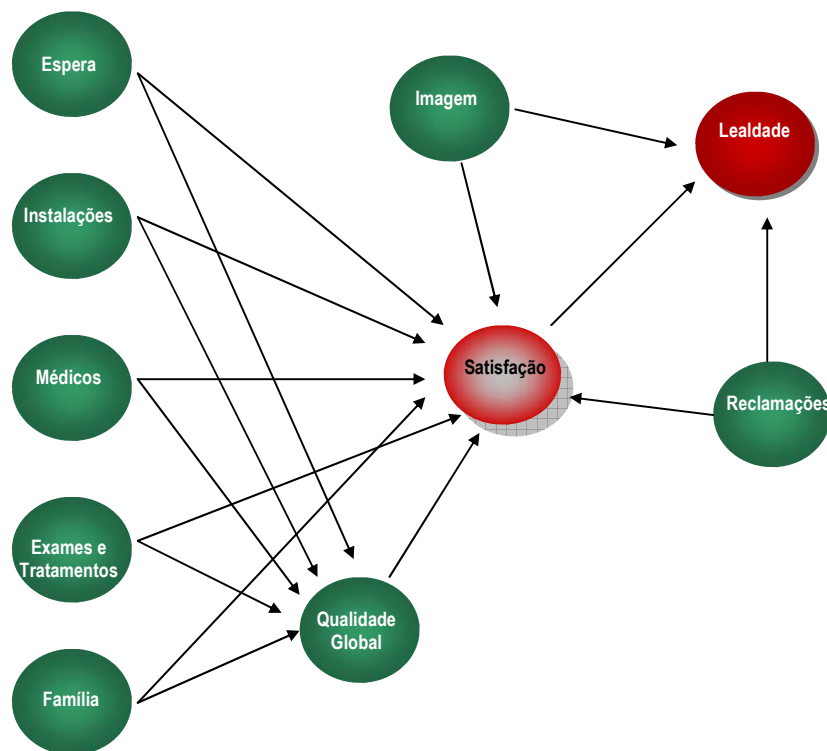 Espera
Imagem
Lealdade
Instalações
Médicos
Satisfação
Reclamações
Exames e
Tratamentos
Qualidade
Global
Família